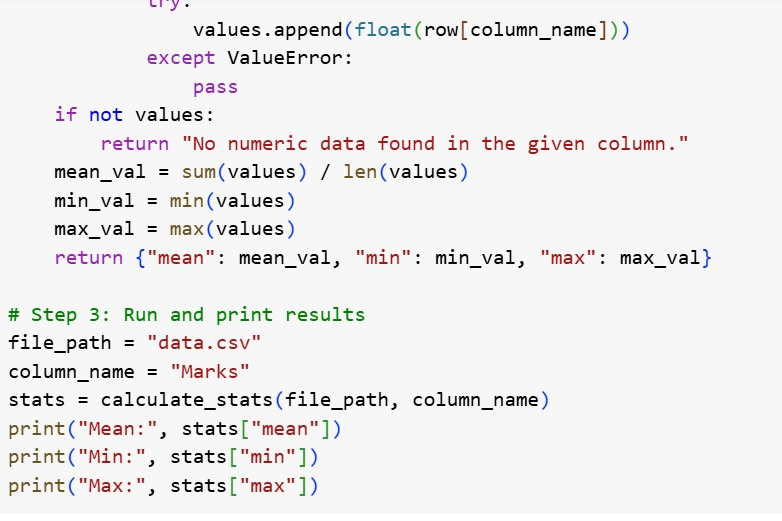 try:
values.append(float(row[column_name]))
except ValueError:
pass
if not values:
return "No numeric data found in the given column."
mean_val = sum(values) / len(values)
min_val = min(values)
max_val = max(values)
return {"mean": mean_val, "min": min_val, "max": max_val}
# Step 3: Run and print results
file_path = "data.csv"
column_name = "Marks"
stats = calculate_stats(file_path, column_name)
print("Mean:", stats["mean"])
print("Min:", stats["min"])
print("Max:", stats["max"])